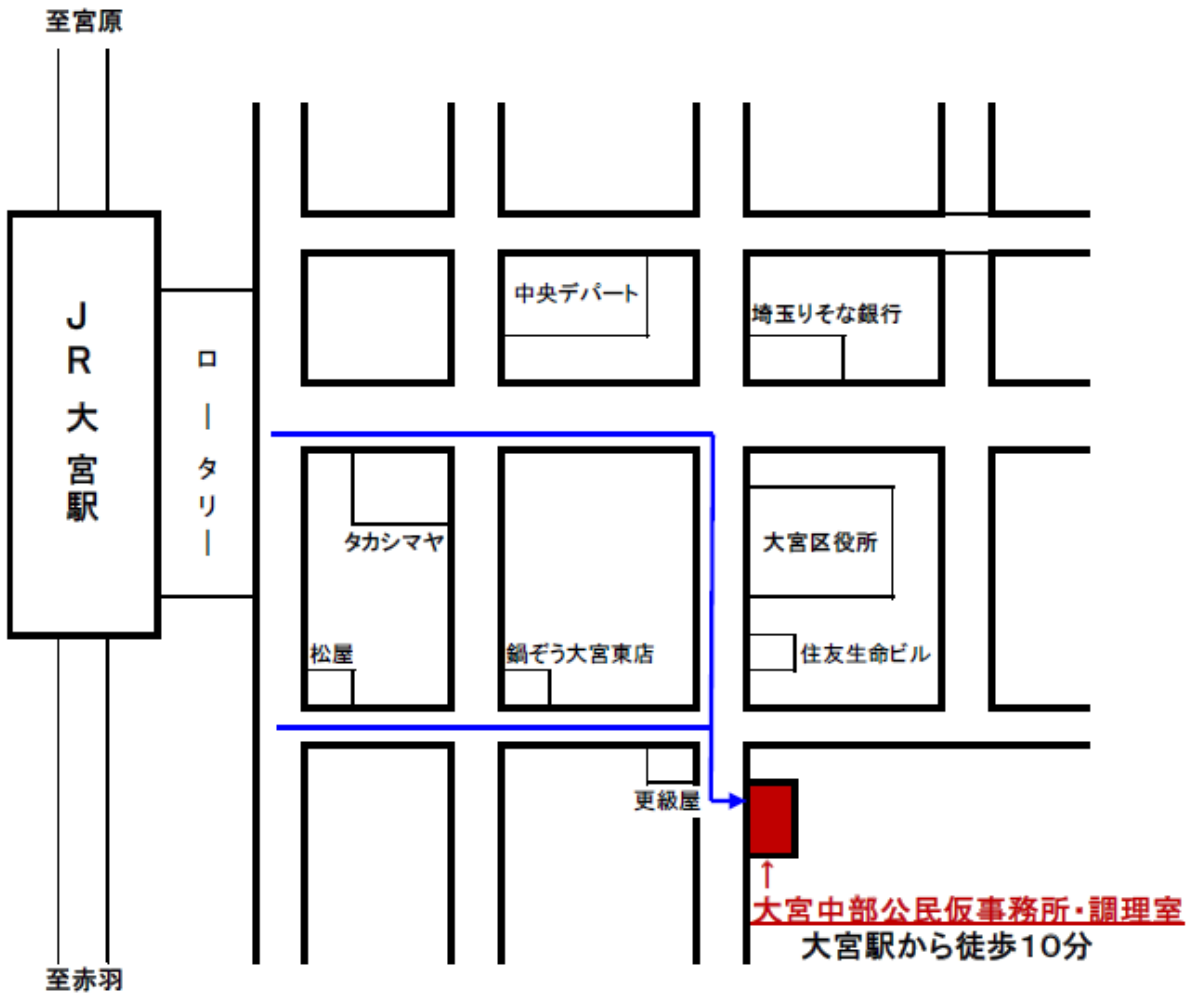 至宮原
中央デパート
埼玉りそな銀行
JR大宮駅
ロータリー
タカシマヤ
大宮区役所
松屋
鍋ぞう大宮東店
住友生命ビル
更級屋
↑
大宮中部公民仮事務所・調理室
大宮駅から徒歩10分
至赤羽